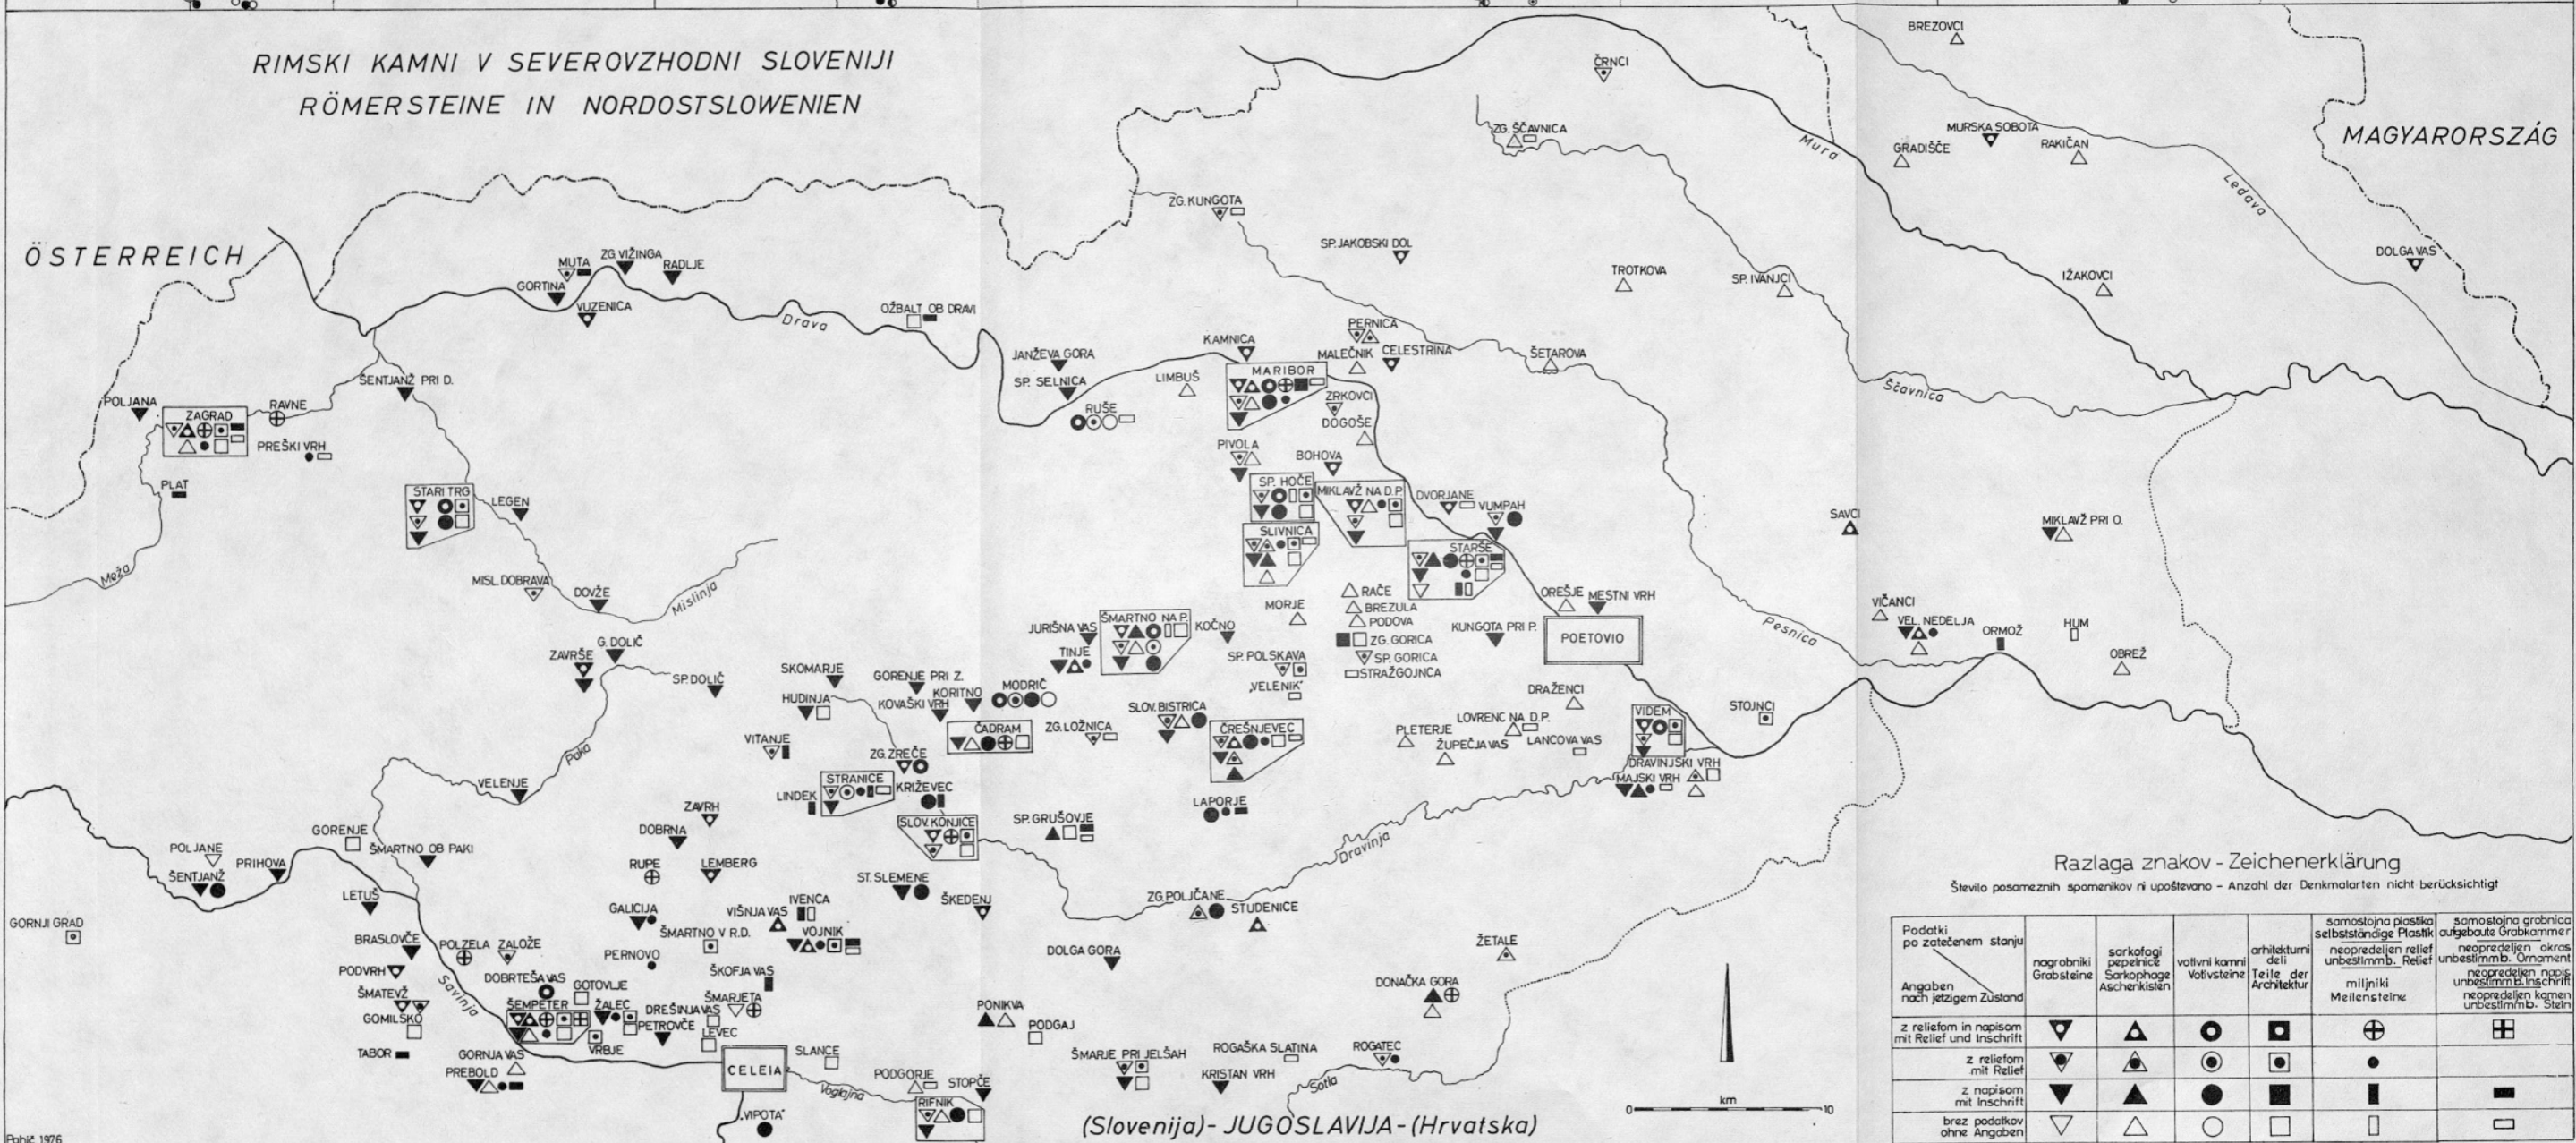 RIMSKI KAMNI V SEVEROVZHODNI SLOVENIJI
RÖMERSTEINE IN NORDOSTSLOWENIEN
BREZOVCI
ČRNCI
ZG. ŠČAVNICA
Mura
MURSKA SOBOTA
GRADIŠČE
RAKIČAN
MAGYARORSZÁG
Ledava
ZG. KUNGOTA
ÖSTERREICH
SP. JAKOBSKI DOL
DOLGA VAS
MUTA
ZG. VIŽINGA
RADLJE
TROTKOVA
SP. IVANJCI
IŽAKOVCI
GORTINA
VUZENICA
OŽBALT OB DRAVI
Drava
PERNICA
KAMNICA
JANŽEVA GORA
MALEČNIK
CELESTRINA
ŠETAROVA
MARIBOR
ŠENTJANŽ PRI D.
SP. SELNICA
LIMBUŠ
Ščavnica
POLJANA
ZAGRAD
RAVNE
RUŠE
ZRKOVCI
DOGOŠE
PREŠKI VRH
PIVOLA
BOHOVA
PLAT
STARI TRG
LEGEN
SP. HOČE
MIKLAVŽ NA D.P.
DVORJANE
VUMPAH
SAVCI
MIKLAVŽ PRI O.
SLIVNICA
STARŠE
Meža
MISL. DOBRAVA
DOVŽE
Mislinja
RAČE
OREŠJE
MESTNI VRH
MORJE
BREZULA
PODOVA
VIČANCI
VEL. NEDELJA
ORMOŽ
HUM
OBREŽ
JURIŠNA VAS
ŠMARTNO NA P.
KOČNO
ZG. GORICA
KUNGOTA PRI P.
POETOVIO
Pesnica
G. DOLIČ
ZAVRŠE
SP. DOLIČ
SKOMARJE
GORENJE PRI Z.
TINJE
SP. POLSKAVA
SP. GORICA
STRAŽGOJNCA
"VELENIK"
HUDINJA
KOVAŠKI VRH
KORITNO
MODRIČ
DRAŽENCI
STOJNCI
SLOV. BISTRICA
ČREŠNJEVEC
LOVRENC NA D.P.
VIDEM
ČADRAM
ZG. LOŽNICA
PLETERJE
ŽUPEČJA VAS
LANCOVA VAS
VITANJE
ZG. ZREČE
Paka
DRAVINJSKI VRH
MAJSKI VRH
VELENJE
STRANICE
LINDEK
KRIŽEVEC
LAPORJE
ZAVRH
DOBRNA
SLOV. KONJICE
SP. GRUŠOVJE
Dravinja
GORENJE
ŠMARTNO OB PAKI
POLJANE
PRIHOVA
ŠENTJANŽ
RUPE
LEMBERG
ST. SLEMENE
ŠKEDENJ
ZG. POLJČANE
STUDENICE
LETUŠ
GALICIJA
IVENCA
VIŠNJA VAS
VOJNIK
GORNJI GRAD
BRASLOVČE
POLZELA
ZALOŽE
ŠMARTNO V R.D.
PERNOVO
DOLGA GORA
ŽETALE
PODVRH
DOBRTEŠA VAS
ŠKOFJA VAS
DONAČKA GORA
ŠMATEVŽ
Savinja
GOTOVLJE
GOMILSKO
ŠEMPETER
ŽALEC
DREŠINJA VAS
ŠMARJETA
PONIKVA
PODGAJ
TABOR
VRBJE
PETROVČE
LEVEC
GORNJA VAS
PREBOLD
CELEIA
SLANCE
ŠMARJE PRI JELŠAH
ROGAŠKA SLATINA
ROGATEC
PODGORJE
STOPČE
KRISTAN VRH
Voglajna
Sotla
RIFNIK
"VIPOTA"
(Slovenija) - JUGOSLAVIJA - (Hrvatska)
0 km 10
Pahič 1976
Razlaga znakov - Zeichenerklärung
Število posameznih spomenikov ni upoštevano - Anzahl der Denkmalarten nicht berücksichtigt
Podatki
po zatečenem stanju
Angaben
nach jetzigem Zustand
nagrobniki
Grabsteine
sarkofagi
pepelnice
Sarkophage
Aschenkisten
votivni kamni
Votivsteine
arhitekturni
deli
Teile der
Architektur
samostojna plastika
selbstständige Plastik
neopredeljen relief
unbestimmb. Relief
miljniki
Meilensteine
samostojna grobnica
aufgebaute Grabkammer
neopredeljen okras
unbestimmb. Ornament
neopredeljen napis
unbestimmb. Inschrift
neopredeljen kamen
unbestimmb. Stein
z reliefom in napisom
mit Relief und Inschrift
z reliefom
mit Relief
z napisom
mit Inschrift
brez podatkov
ohne Angaben